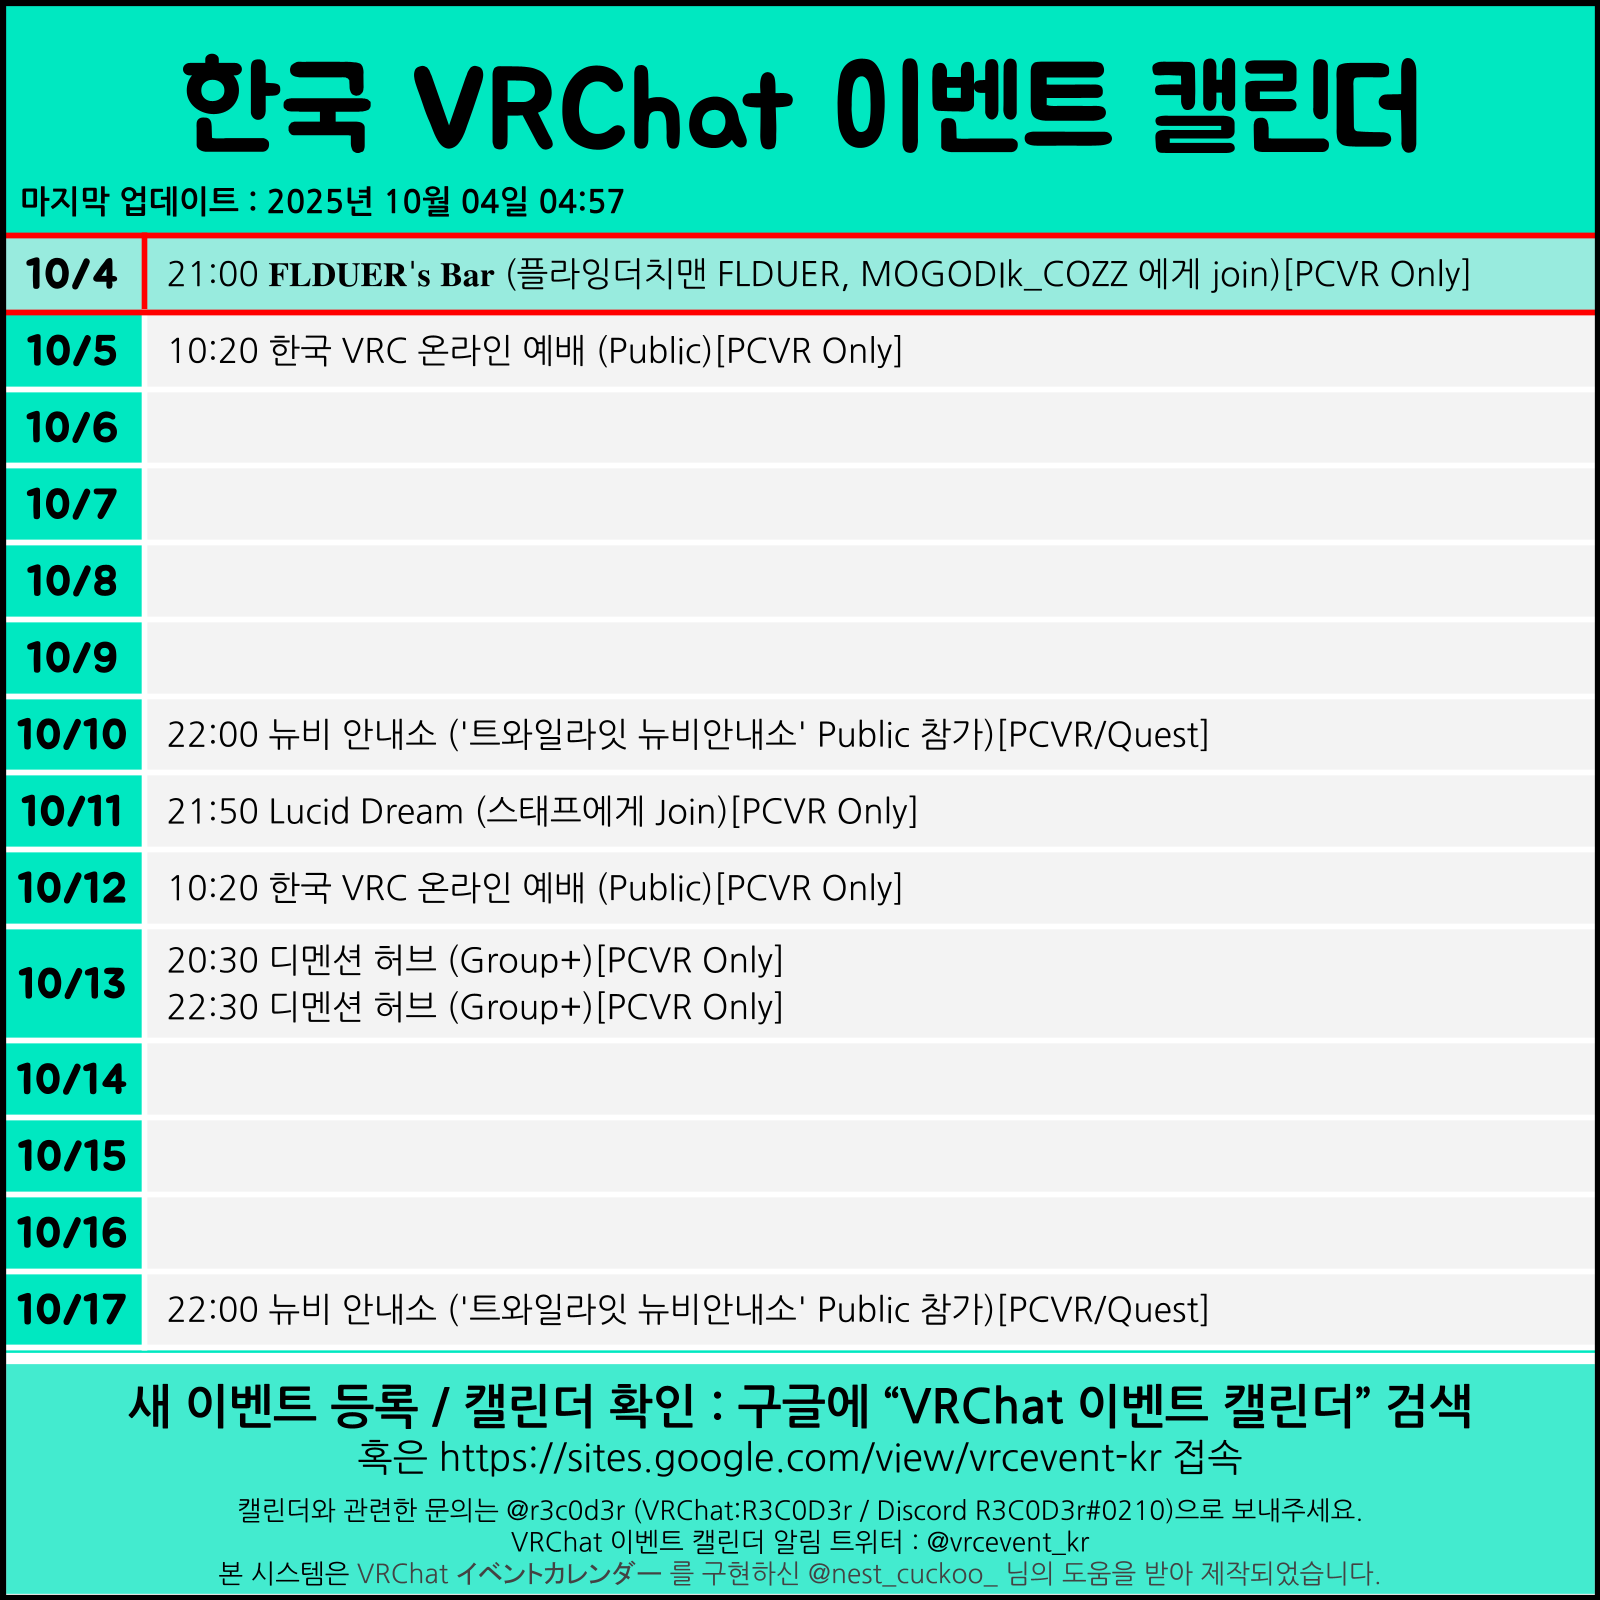 한국 VRChat 이벤트 캘린더
마지막 업데이트 : 2025년 10월 04일 04:57
10/4 21:00 FLDUER's Bar (플라잉더치맨 FLDUER, MOGODIk_COZZ 에게 join)[PCVR Only]
10/5 10:20 한국 VRC 온라인 예배 (Public)[PCVR Only]
10/6
10/7
10/8
10/9
10/10 22:00 뉴비 안내소 ('트와일라잇 뉴비안내소' Public 참가)[PCVR/Quest]
10/11 21:50 Lucid Dream (스태프에게 Join)[PCVR Only]
10/12 10:20 한국 VRC 온라인 예배 (Public)[PCVR Only]
10/13 20:30 디멘션 허브 (Group+)[PCVR Only]
22:30 디멘션 허브 (Group+)[PCVR Only]
10/14
10/15
10/16
10/17 22:00 뉴비 안내소 ('트와일라잇 뉴비안내소' Public 참가)[PCVR/Quest]
새 이벤트 등록 / 캘린더 확인 : 구글에 “VRChat 이벤트 캘린더” 검색
혹은 https://sites.google.com/view/vrcevent-kr 접속
캘린더와 관련한 문의는 @r3c0d3r (VRChat:R3C0D3r / Discord R3C0D3r#0210)으로 보내주세요.
VRChat 이벤트 캘린더 알림 트위터 : @vrcevent_kr
본 시스템은 VRChat イベントカレンダー 를 구현하신 @nest_cuckoo_ 님의 도움을 받아 제작되었습니다.